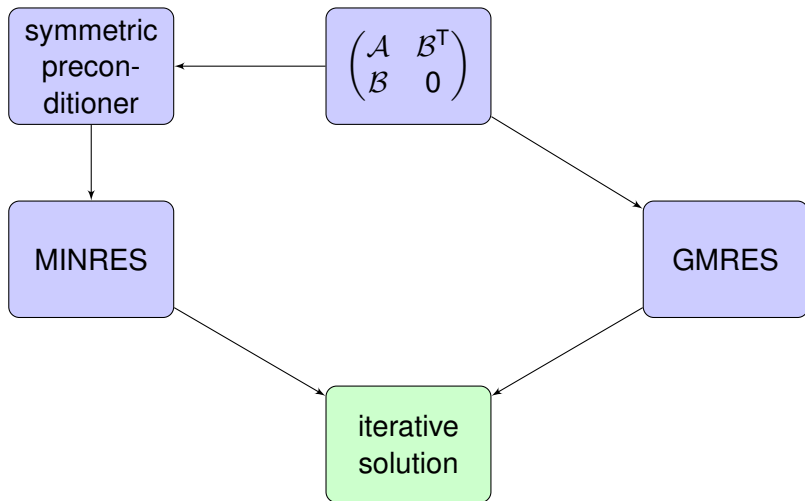 symmetric
precon-
ditioner
𝒜 ℬᵀ
ℬ 0
MINRES
GMRES
iterative
solution